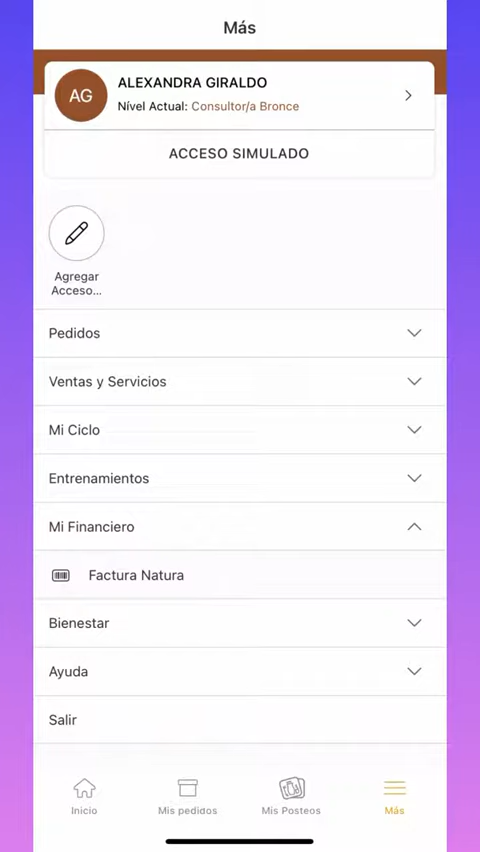 Más
AG
ALEXANDRA GIRALDO
Nível Actual: Consultor/a Bronce
ACCESO SIMULADO
Agregar
Acceso...
Pedidos
Ventas y Servicios
Mi Ciclo
Entrenamientos
Mi Financiero
Factura Natura
Bienestar
Ayuda
Salir
Inicio
Mis pedidos
Mis Posteos
Más